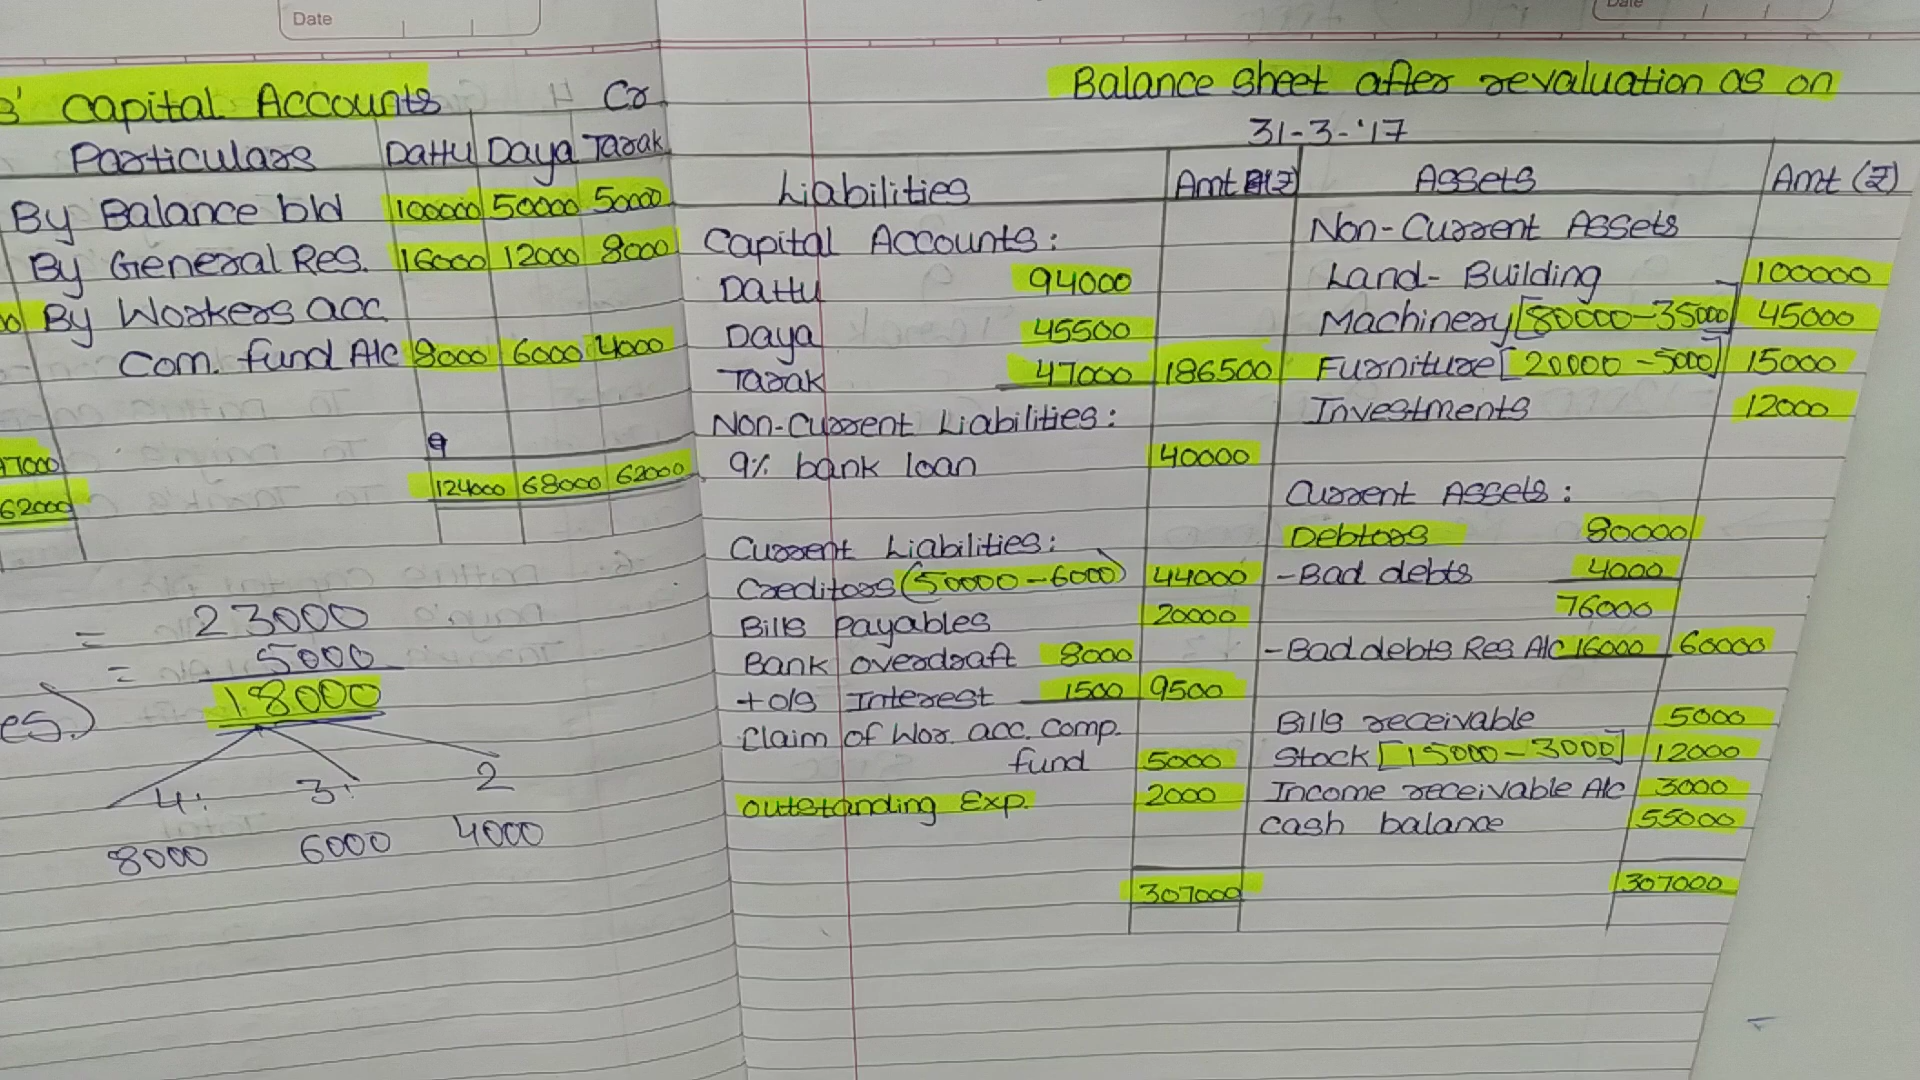 Date
s' Capital Accounts Cr
Particulars Dattu Daya Tarak
By Balance bld 100000 50000 50000
By General Res. 16000 12000 8000
By Workers acc.
Com. fund A/c 8000 6000 4000
47000
62000 124000 68000 62000
= 23000
= 5000
es.) 18000
4: 3: 2
8000 6000 4000
Date
Balance sheet after revaluation as on
31-3-'17
Liabilities Amt (₹) Assets Amt (₹)
Capital Accounts: Non-Current Assets
Dattu 94000 Land-Building 100000
Daya 45500 Machinery [80000-35000] 45000
Tarak 47000 186500 Furniture [20000-5000] 15000
Non-Current Liabilities: Investments 12000
9% bank loan 40000
Current Assets:
Current Liabilities: Debtors 80000
Creditors (50000-6000) 44000 -Bad debts 4000
Bills Payables 20000 76000
Bank overdraft 8000 -Bad debts Res A/c 16000 60000
+o/s Interest 1500 9500
Claim of Wor. acc. comp. Bills receivable 5000
fund 5000 Stock [15000-3000] 12000
outstanding Exp. 2000 Income receivable A/c 3000
Cash balance 55000
307000 307000